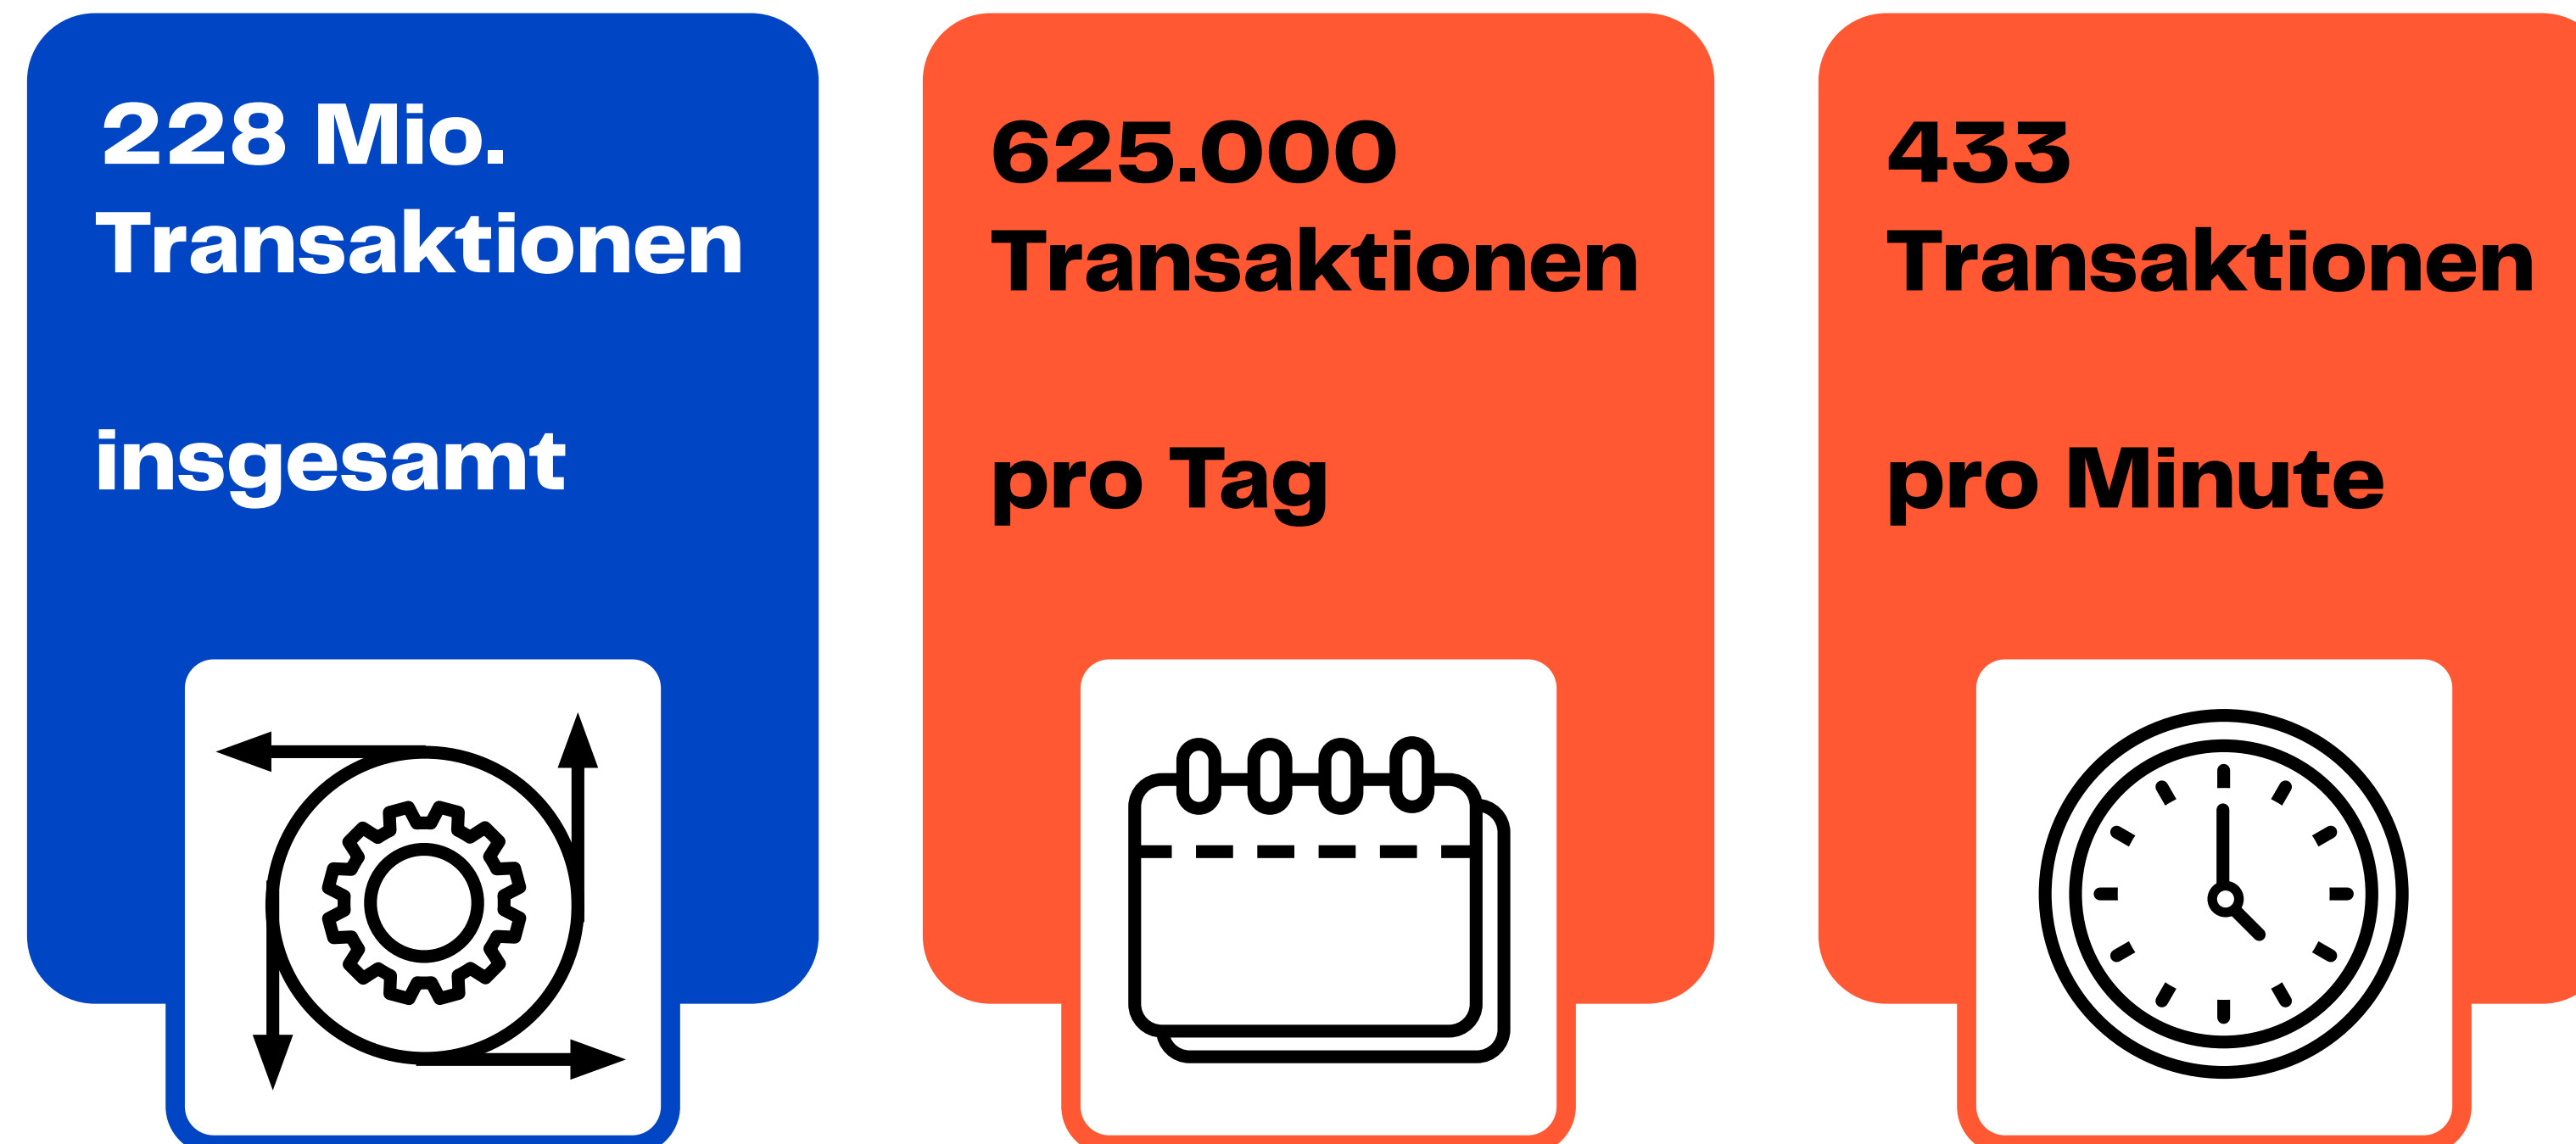 228 Mio.
Transaktionen
insgesamt
625.000
Transaktionen
pro Tag
433
Transaktionen
pro Minute